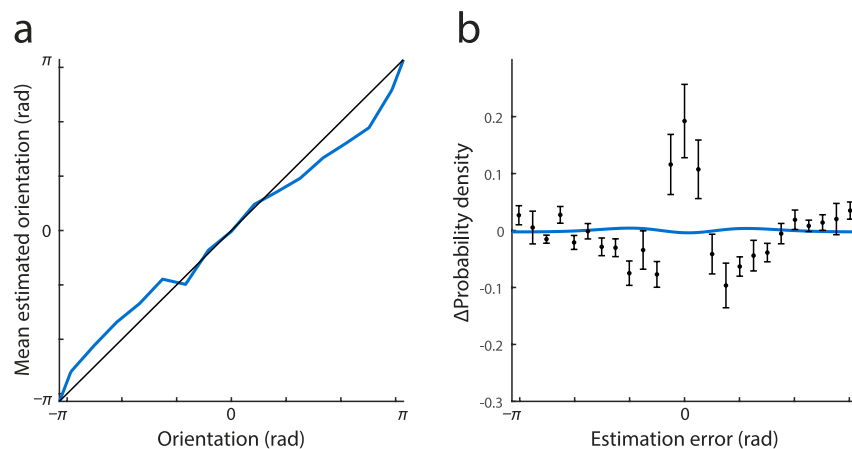 a
π
0
−π
−π
0
π
Mean estimated orientation (rad)
Orientation (rad)
b
0.2
0.1
0
-0.1
-0.2
-0.3
−π
0
ΔProbability density
Estimation error (rad)